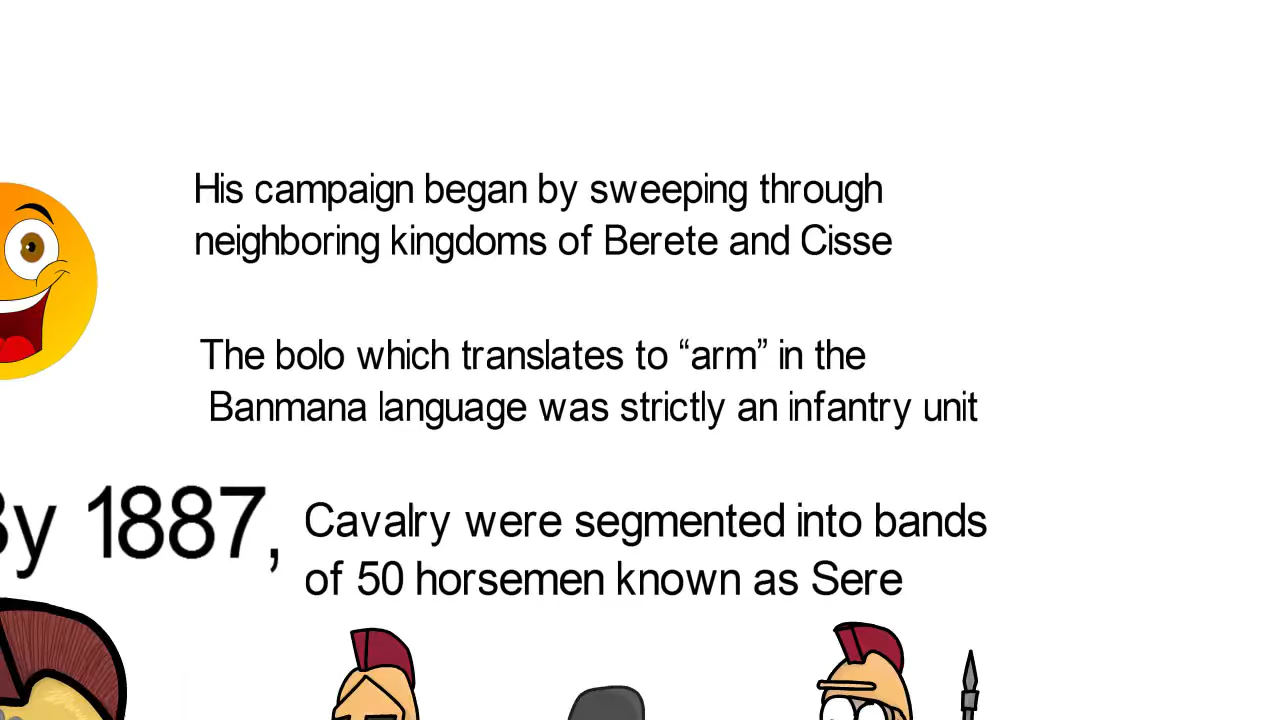 His campaign began by sweeping through
neighboring kingdoms of Berete and Cisse
The bolo which translates to “arm” in the
Banmana language was strictly an infantry unit
By 1887,
Cavalry were segmented into bands
of 50 horsemen known as Sere